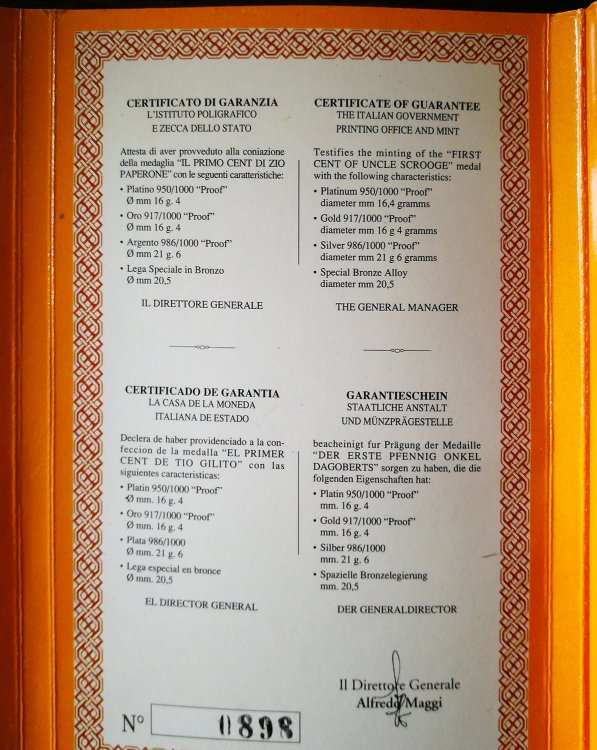 CERTIFICATO DI GARANZIA
L'ISTITUTO POLIGRAFICO
E ZECCA DELLO STATO
Attesta di aver provveduto alla coniazione
della medaglia “IL PRIMO CENT DI ZIO
PAPERONE” con le seguenti caratteristiche:
• Platino 950/1000 “Proof”
Ø mm 16 g. 4
• Oro 917/1000 “Proof”
Ø mm 16 g. 4
• Argento 986/1000 “Proof”
Ø mm 21 g. 6
• Lega Speciale in Bronzo
Ø mm 20,5
IL DIRETTORE GENERALE
CERTIFICATE OF GUARANTEE
THE ITALIAN GOVERNMENT
PRINTING OFFICE AND MINT
Testifies the minting of the “FIRST
CENT OF UNCLE SCROOGE” medal
with the following characteristics:
• Platinum 950/1000 “Proof”
diameter mm 16,4 gramms
• Gold 917/1000 “Proof”
diameter mm 16 g 4 gramms
• Silver 986/1000 “Proof”
diameter mm 21 g 6 gramms
• Special Bronze Alloy
diameter mm 20,5
THE GENERAL MANAGER
CERTIFICADO DE GARANTIA
LA CASA DE LA MONEDA
ITALIANA DE ESTADO
Declera de haber providenciado a la con-
feccion de la medalla “EL PRIMER
CENT DE TIO GILITO” con las
siguientes caracteristicas:
• Platin 950/1000 “Proof”
Ø mm. 16 g. 4
• Oro 917/1000 “Proof”
Ø mm. 16 g. 4
• Plata 986/1000
Ø mm. 21 g. 6
• Lega especial en bronce
Ø mm. 20,5
EL DIRECTOR GENERAL
GARANTIESCHEIN
STAATLICHE ANSTALT
UND MÜNZPRÄGESTELLE
beacheinigt fur Prägung der Medaille
“DER ERSTE PFENNIG ONKEL
DAGOBERTS” sorgen zu haben, die die
folgenden Eigenschaften hat:
• Platin 950/1000 “Proof”
mm. 16 g. 4
• Gold 917/1000 “Proof”
mm. 16 g. 4
• Silber 986/1000
mm. 21 g. 6
• Spazielle Bronzelegierung
mm. 20,5
DER GENERALDIRECTOR
Il Direttore Generale
Alfredo Maggi
N° 0898